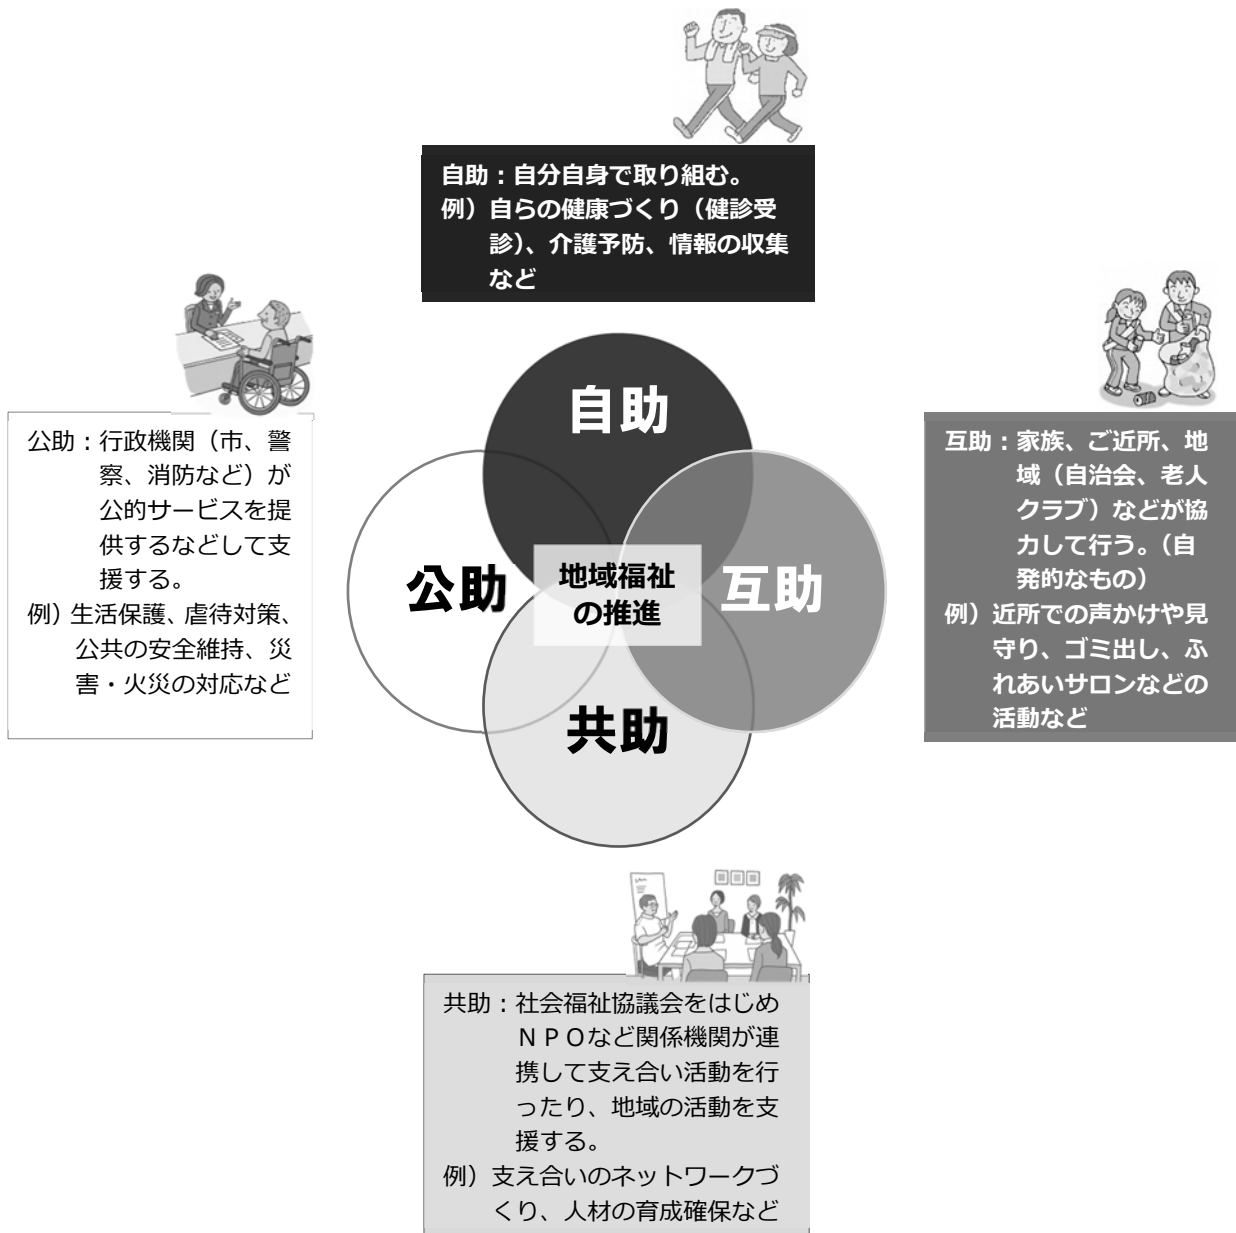 自助：自分自身で取り組む。
例）自らの健康づくり（健診受
診）、介護予防、情報の収集
など
公助：行政機関（市、警
察、消防など）が
公的サービスを提
供するなどして支
援する。
例）生活保護、虐待対策、
公共の安全維持、災
害・火災の対応など
自助
公助
地域福祉
の推進
互助
共助
互助：家族、ご近所、地
域（自治会、老人
クラブ）などが協
力して行う。（自
発的なもの）
例）近所での声かけや見
守り、ゴミ出し、ふ
れあいサロンなどの
活動など
共助：社会福祉協議会をはじめ
ＮＰＯなど関係機関が連
携して支え合い活動を行
ったり、地域の活動を支
援する。
例）支え合いのネットワークづ
くり、人材の育成確保など